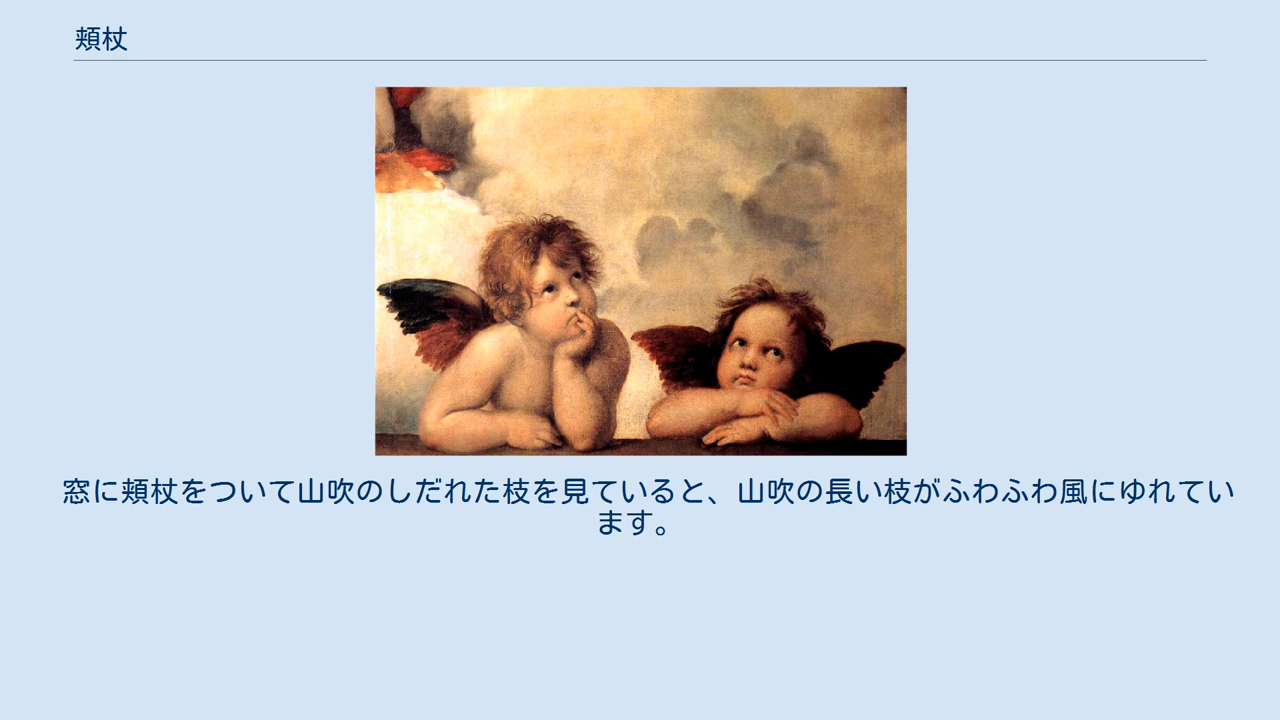 頬杖
窓に頬杖をついて山吹のしだれた枝を見ていると、山吹の長い枝がふわふわ風にゆれてい
ます。